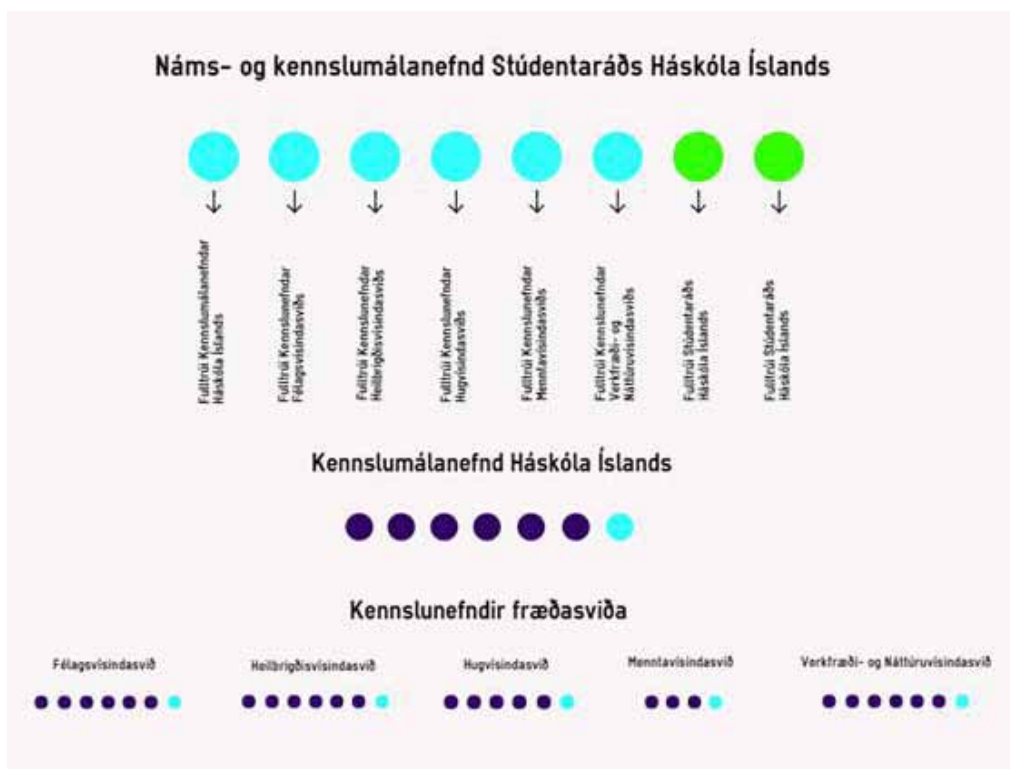 Náms- og kennslumálanefnd Stúdentaráðs Háskóla Íslands
Fulltrúi Kennslumálanefndar
Háskóla Íslands
Fulltrúi Kennslunefndar
Félagsvísindasviðs
Fulltrúi Kennslunefndar
Heilbrigðisvísindasviðs
Fulltrúi Kennslunefndar
Hugvísindasviðs
Fulltrúi Kennslunefndar
Menntavísindasviðs
Fulltrúi Kennslunefndar
Verkfræði- og
Náttúruvísindasviðs
Fulltrúi Stúdentaráðs
Háskóla Íslands
Fulltrúi Stúdentaráðs
Háskóla Íslands
Kennslumálanefnd Háskóla Íslands
Kennslunefndir fræðasviða
Félagsvísindasvið
Heilbrigðisvísindasvið
Hugvísindasvið
Menntavísindasvið
Verkfræði- og Náttúruvísindasvið